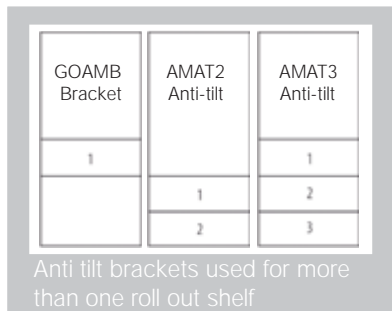 GOAMB
Bracket
AMAT2
Anti-tilt
AMAT3
Anti-tilt
1
1
2
1
2
3
Anti tilt brackets used for more
than one roll out shelf